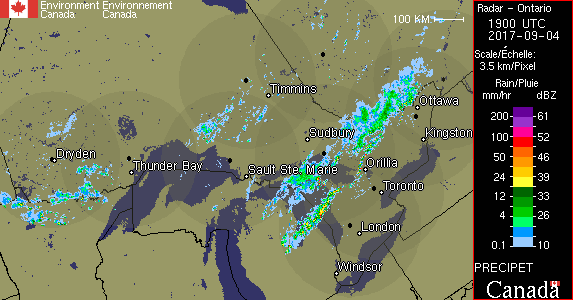 Environment Environnement
Canada Canada
100 KM
Timmins
Ottawa
Sudbury
Kingston
Dryden
Thunder Bay
Sault Ste. Marie
Orillia
Toronto
London
Windsor
Radar - Ontario
1900 UTC
2017-09-04
Scale/Échelle:
3.5 km/Pixel
Rain/Pluie
mm/hr dBZ
200 61
100 52
50 46
24 39
12 33
4 26
0.1 10
PRECIPET
Canada